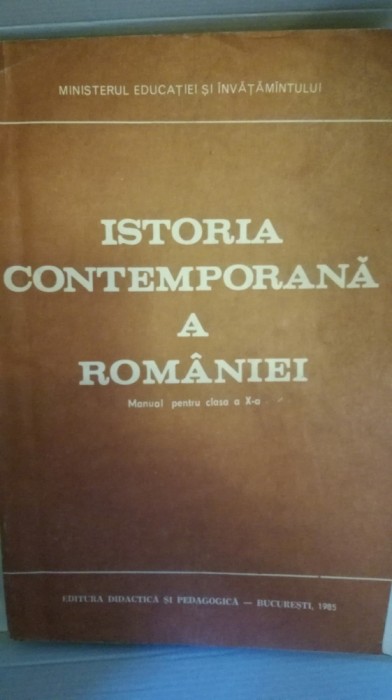 MINISTERUL EDUCAȚIEI ȘI ÎNVĂȚĂMÎNTULUI
ISTORIA
CONTEMPORANĂ
A
ROMÂNIEI
Manual pentru clasa a X-a
EDITURA DIDACTICĂ ȘI PEDAGOGICĂ — BUCUREȘTI, 1985